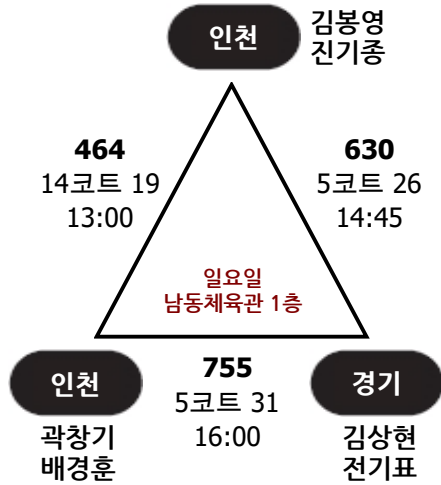 인천
김봉영
진기종
464
14코트 19
13:00
630
5코트 26
14:45
일요일
남동체육관 1층
인천
곽창기
배경훈
755
5코트 31
16:00
경기
김상현
전기표